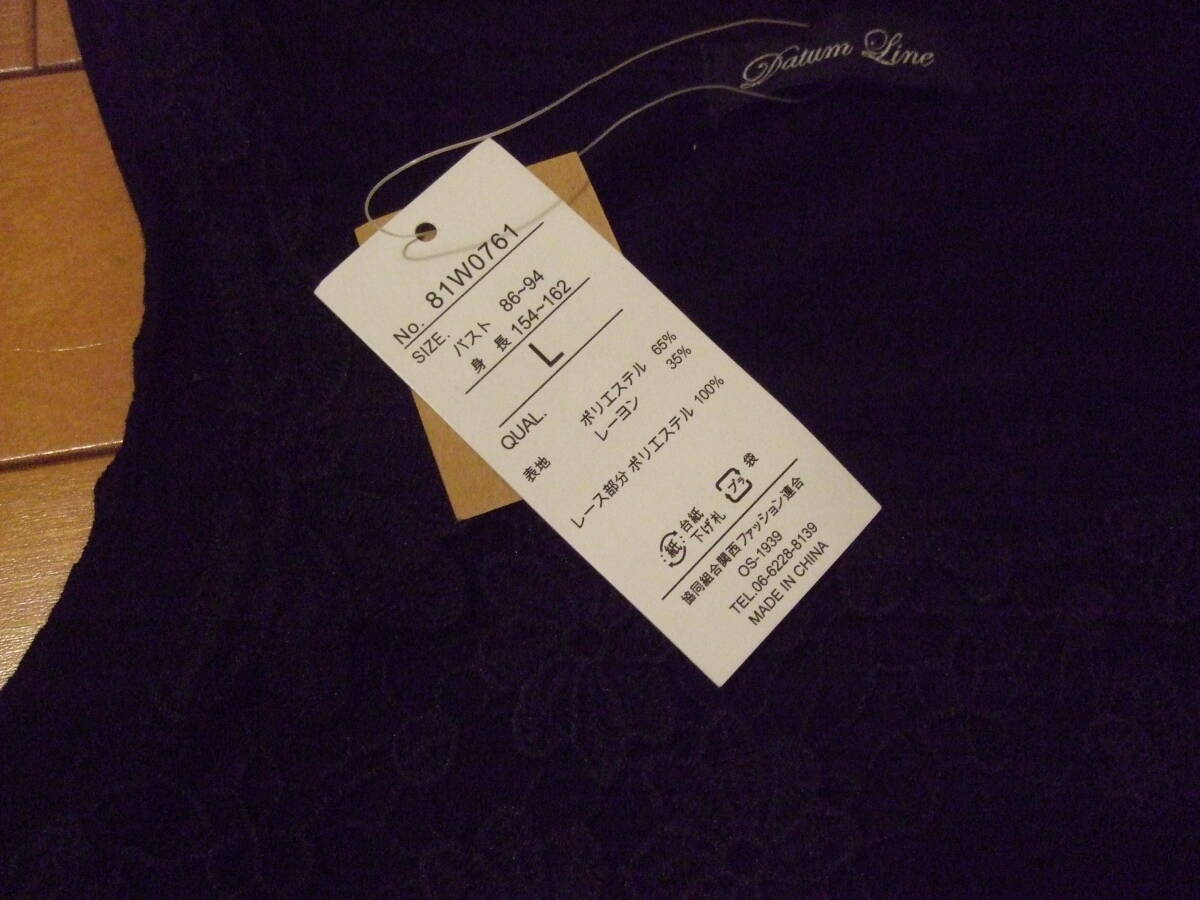 Datum Line
No. 81W0761
SIZE. バスト 86~94
身 長 154~162
L
QUAL.
表地 ポリエステル 65%
レーヨン 35%
レース部分 ポリエステル 100%
紙 台紙 プラ 袋
下げ札
協同組合関西ファッション連合
OS-1939
TEL.06-6228-8139
MADE IN CHINA